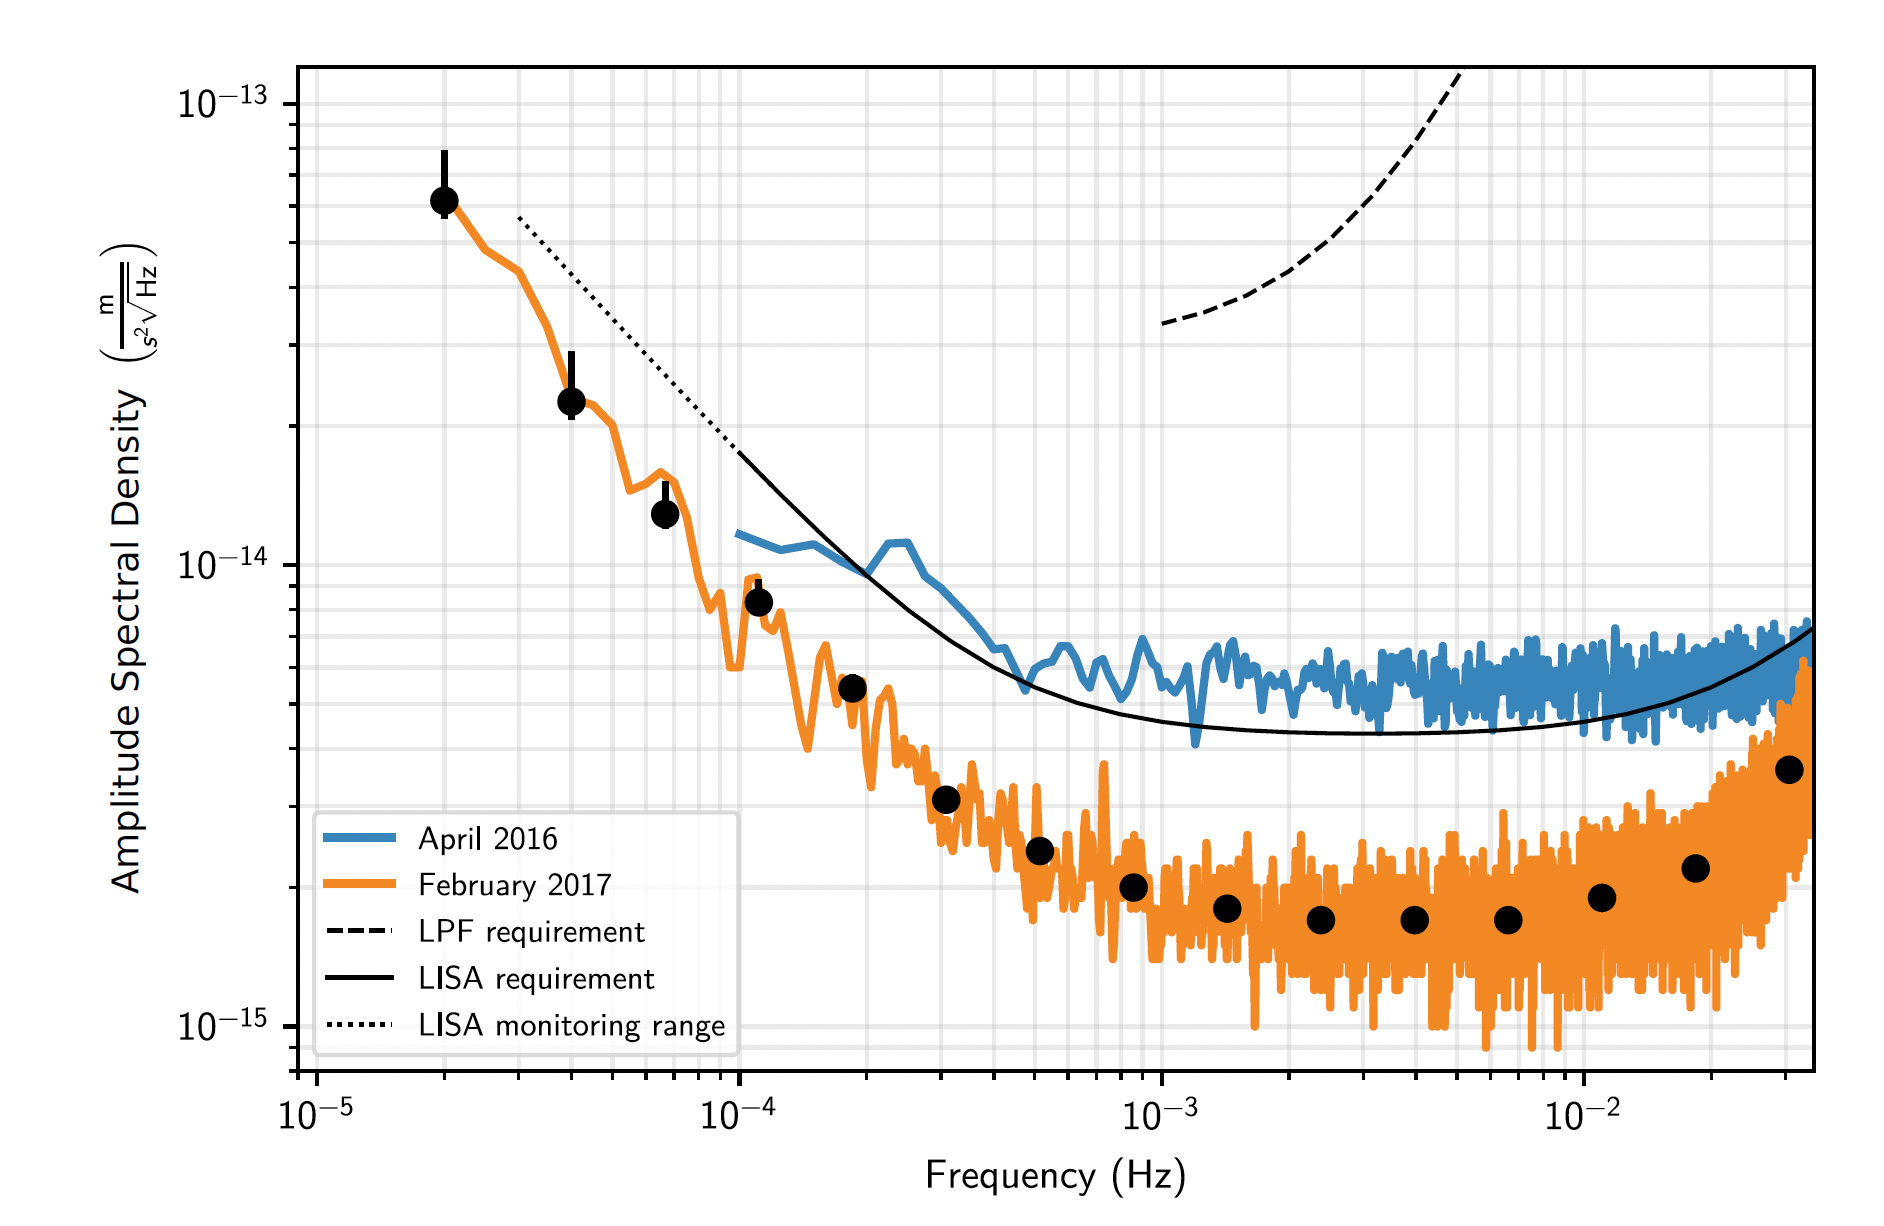 10⁻¹³
10⁻¹⁴
10⁻¹⁵
Amplitude Spectral Density (m / s²√Hz)
April 2016
February 2017
LPF requirement
LISA requirement
LISA monitoring range
10⁻⁵ 10⁻⁴ 10⁻³ 10⁻²
Frequency (Hz)